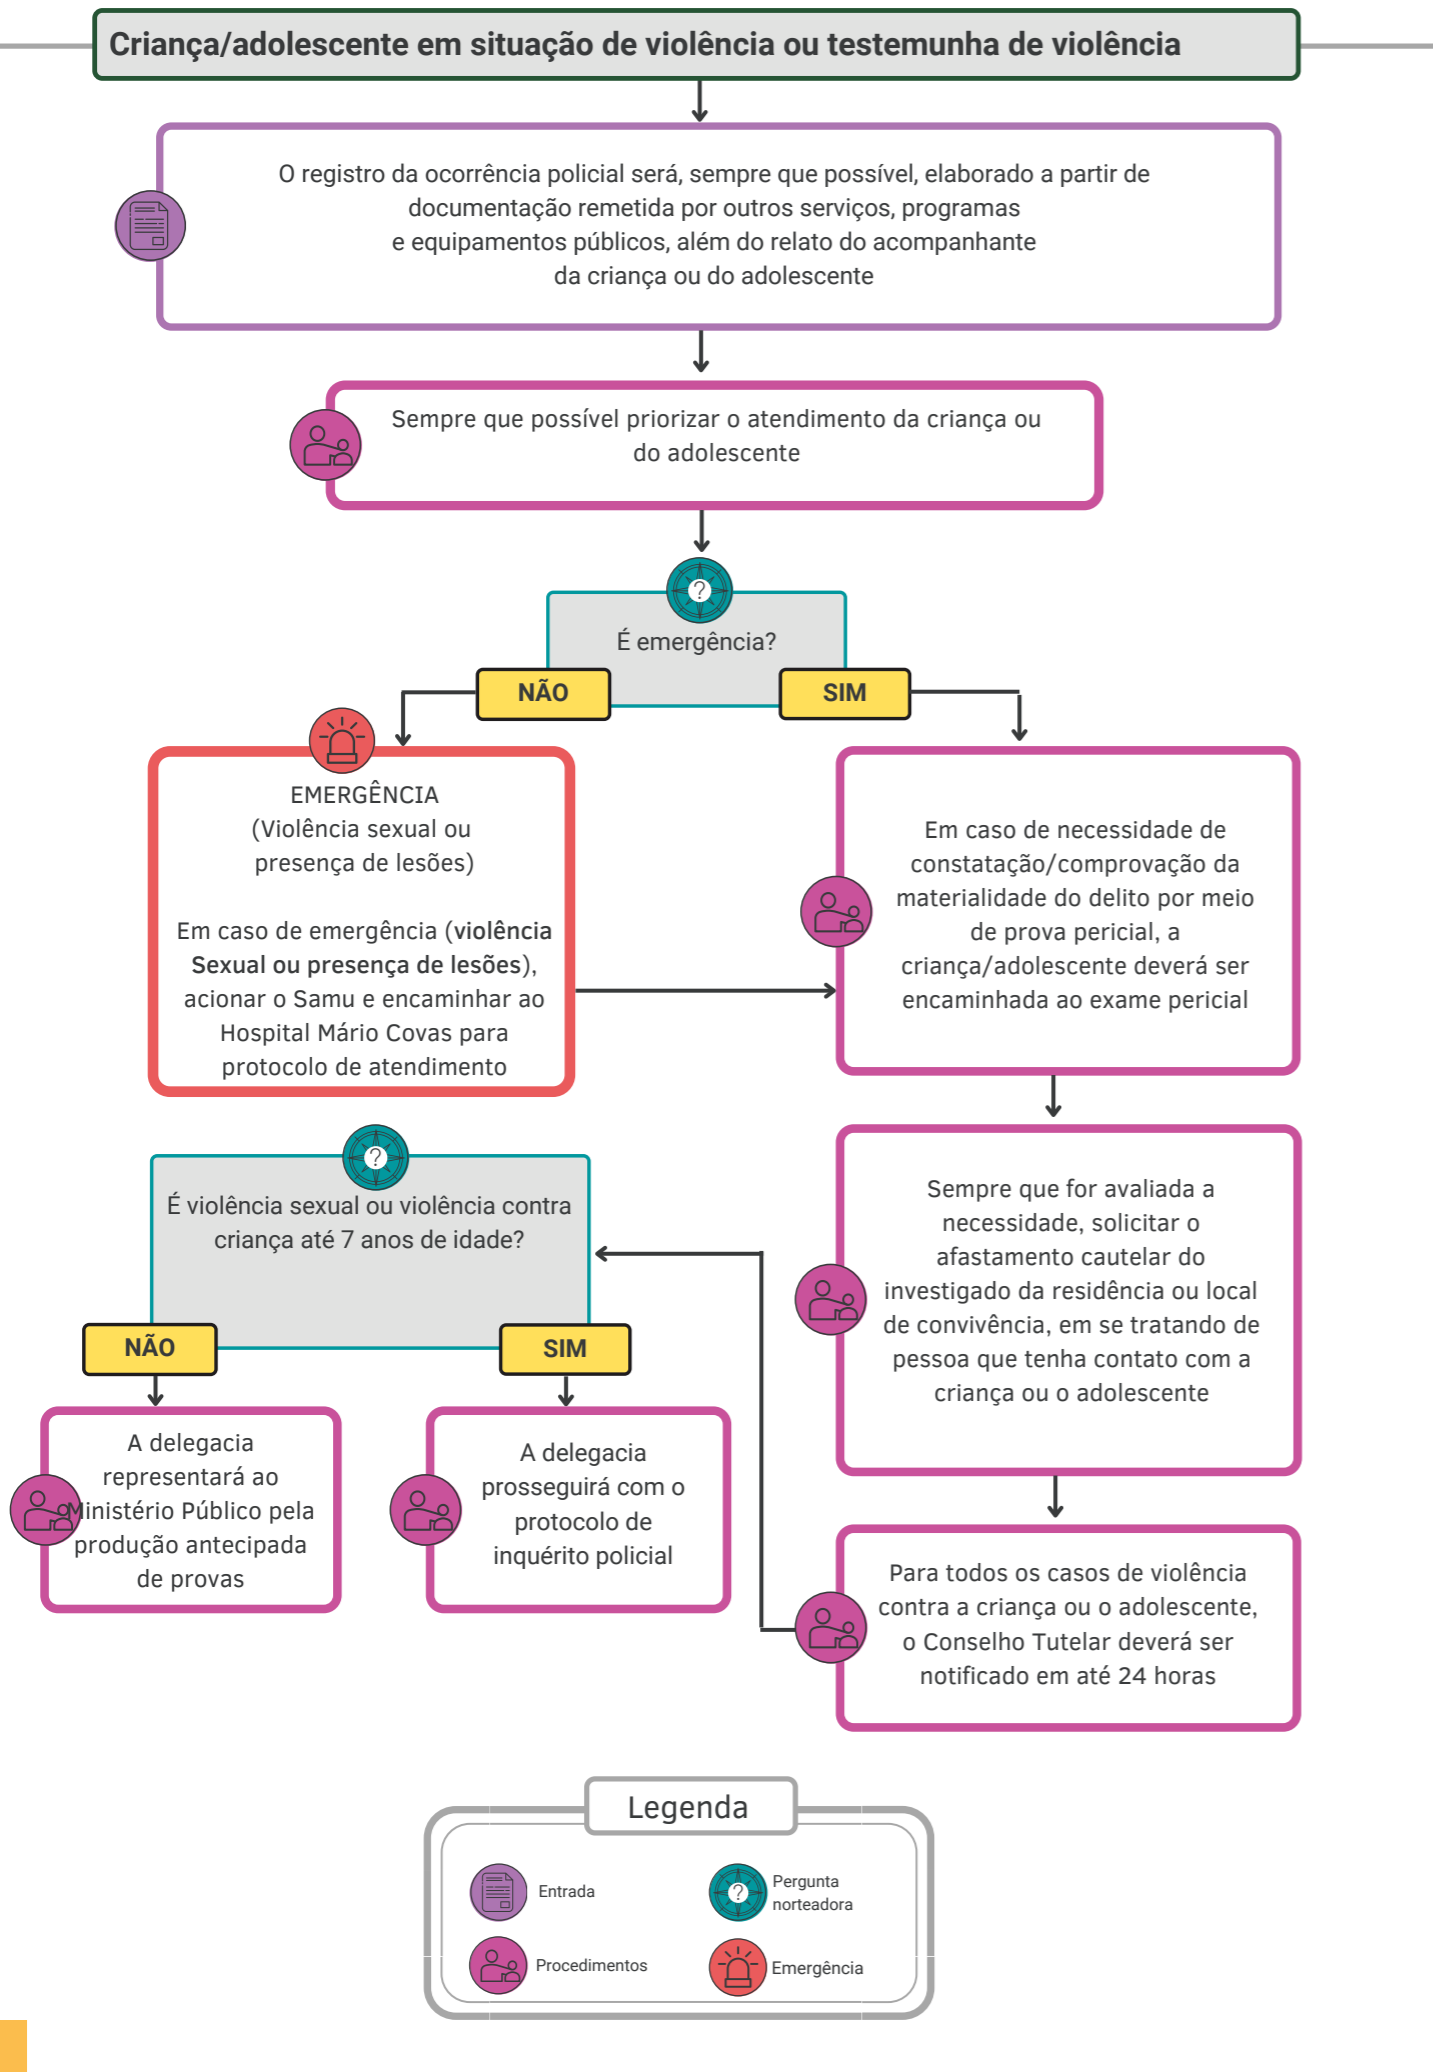 Criança/adolescente em situação de violência ou testemunha de violência
O registro da ocorrência policial será, sempre que possível, elaborado a partir de
documentação remetida por outros serviços, programas
e equipamentos públicos, além do relato do acompanhante
da criança ou do adolescente
Sempre que possível priorizar o atendimento da criança ou
do adolescente
?
É emergência?
NÃO
SIM
EMERGÊNCIA
(Violência sexual ou
presença de lesões)
Em caso de emergência (violência
Sexual ou presença de lesões),
acionar o Samu e encaminhar ao
Hospital Mário Covas para
protocolo de atendimento
Em caso de necessidade de
constatação/comprovação da
materialidade do delito por meio
de prova pericial, a
criança/adolescente deverá ser
encaminhada ao exame pericial
Sempre que for avaliada a
necessidade, solicitar o
afastamento cautelar do
investigado da residência ou local
de convivência, em se tratando de
pessoa que tenha contato com a
criança ou o adolescente
Para todos os casos de violência
contra a criança ou o adolescente,
o Conselho Tutelar deverá ser
notificado em até 24 horas
?
É violência sexual ou violência contra
criança até 7 anos de idade?
NÃO
SIM
A delegacia
representará ao
Ministério Público pela
produção antecipada
de provas
A delegacia
prosseguirá com o
protocolo de
inquérito policial
Legenda
Entrada
?
Pergunta
norteadora
Procedimentos
Emergência